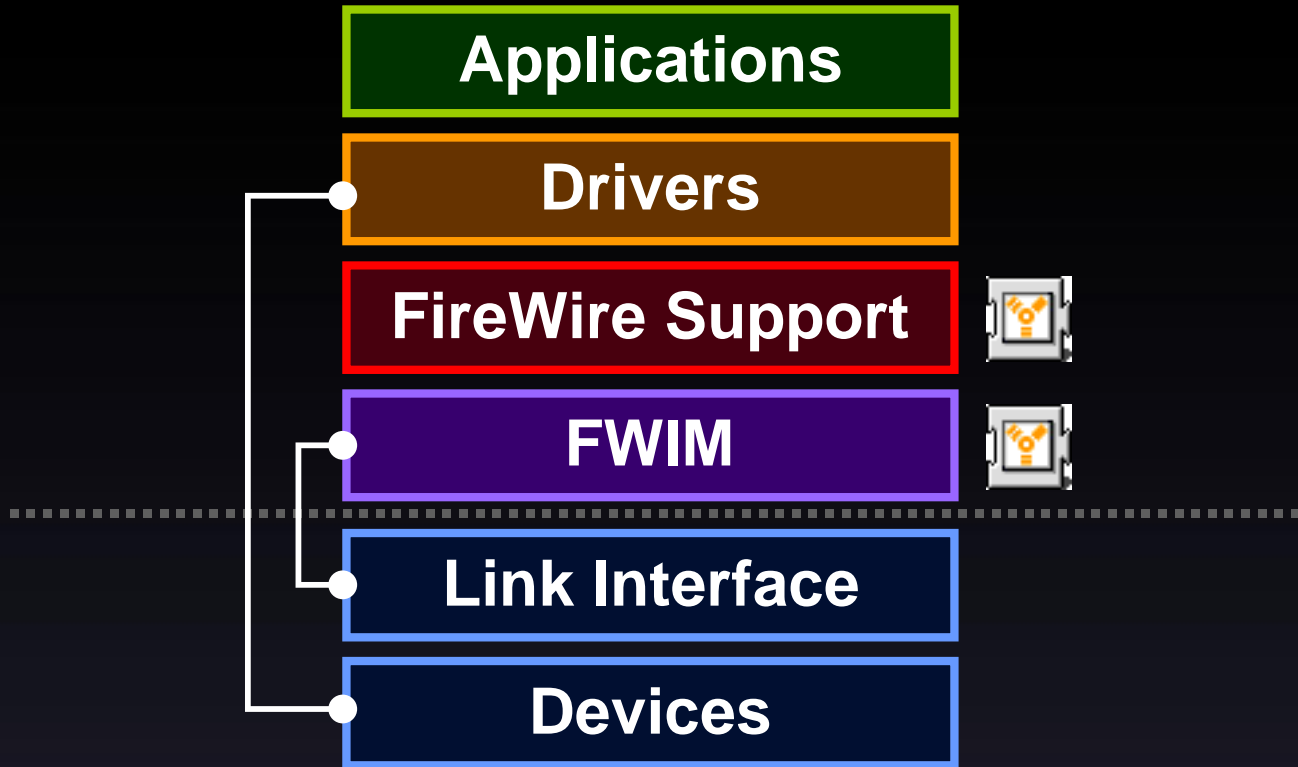 Applications
Drivers
FireWire Support
FWIM
Link Interface
Devices